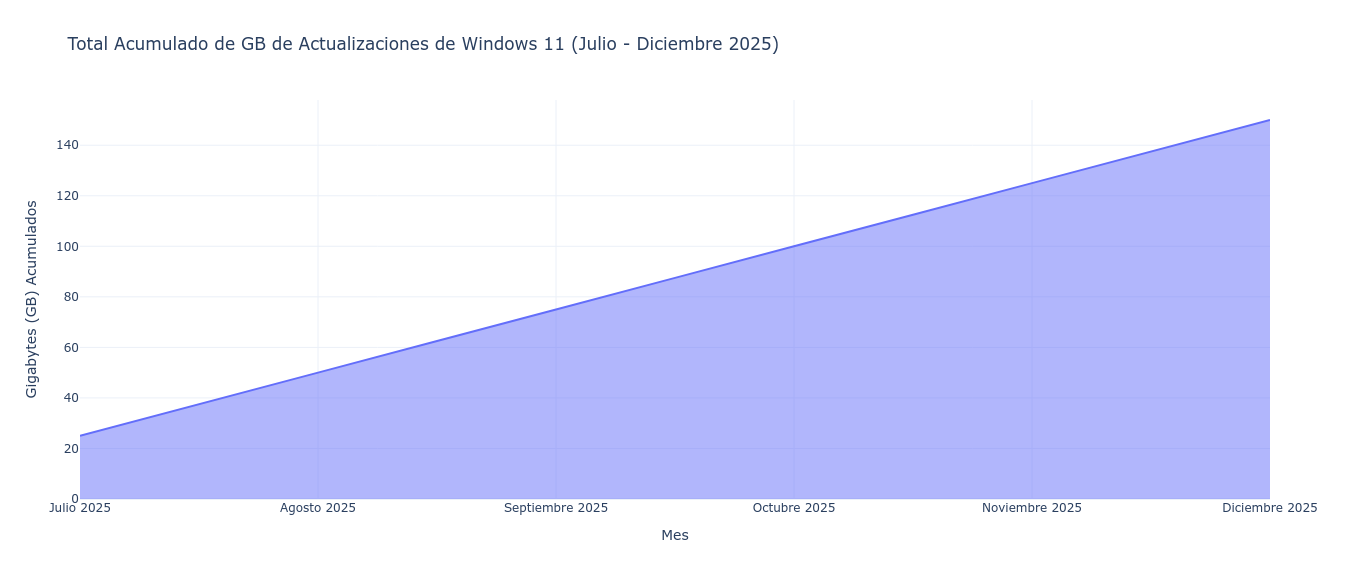 Total Acumulado de GB de Actualizaciones de Windows 11 (Julio - Diciembre 2025)
Gigabytes (GB) Acumulados
140
120
100
80
60
40
20
0
Julio 2025
Agosto 2025
Septiembre 2025
Octubre 2025
Noviembre 2025
Diciembre 2025
Mes